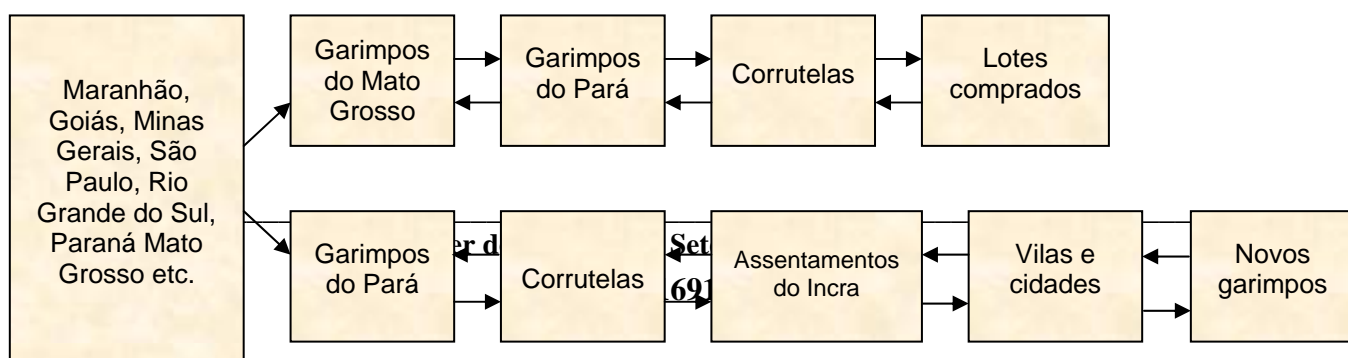 Maranhão,
Goiás, Minas
Gerais, São
Paulo, Rio
Grande do Sul,
Paraná Mato
Grosso etc.
Garimpos
do Mato
Grosso
Garimpos
do Pará
Corrutelas
Lotes
comprados
Garimpos
do Pará
Corrutelas
Assentamentos
do Incra
Vilas e
cidades
Novos
garimpos